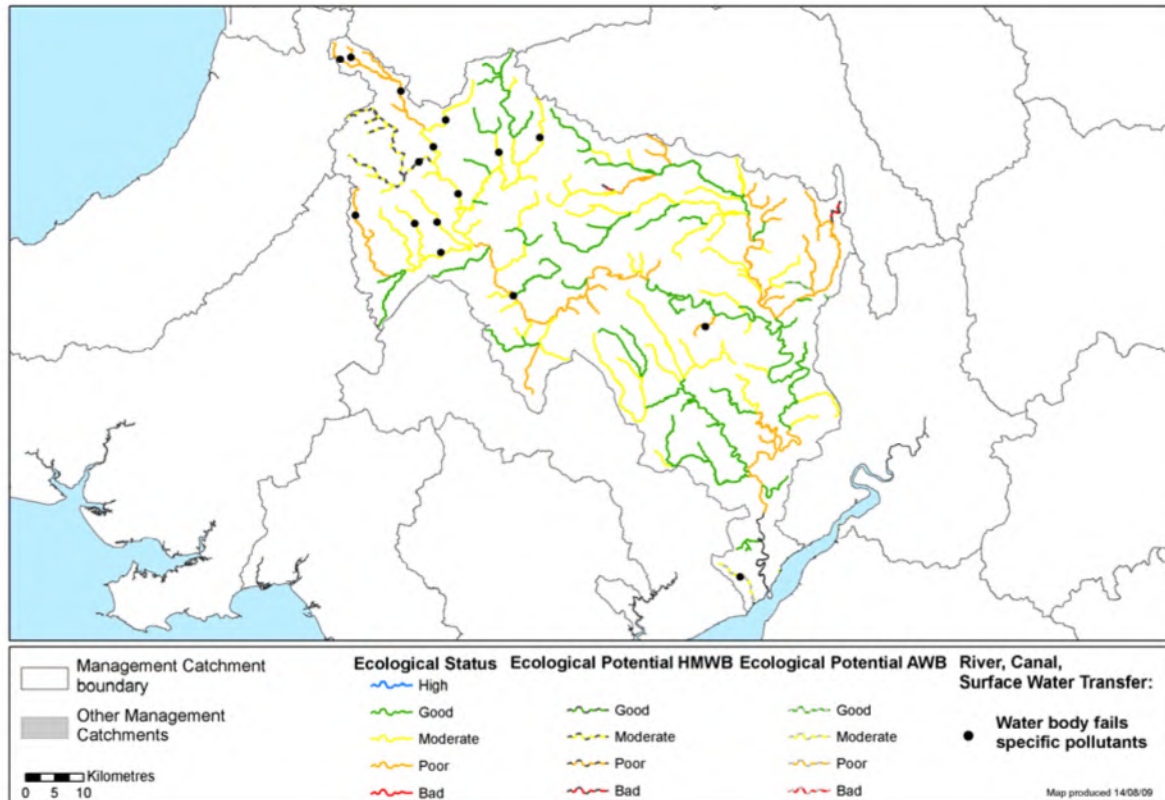 Management Catchment
boundary
Other Management
Catchments
Kilometres
0 5 10
Ecological Status
High
Good
Moderate
Poor
Bad
Ecological Potential HMWB
Good
Moderate
Poor
Bad
Ecological Potential AWB
Good
Moderate
Poor
Bad
River, Canal,
Surface Water Transfer:
Water body fails
specific pollutants
Map produced 14/08/09